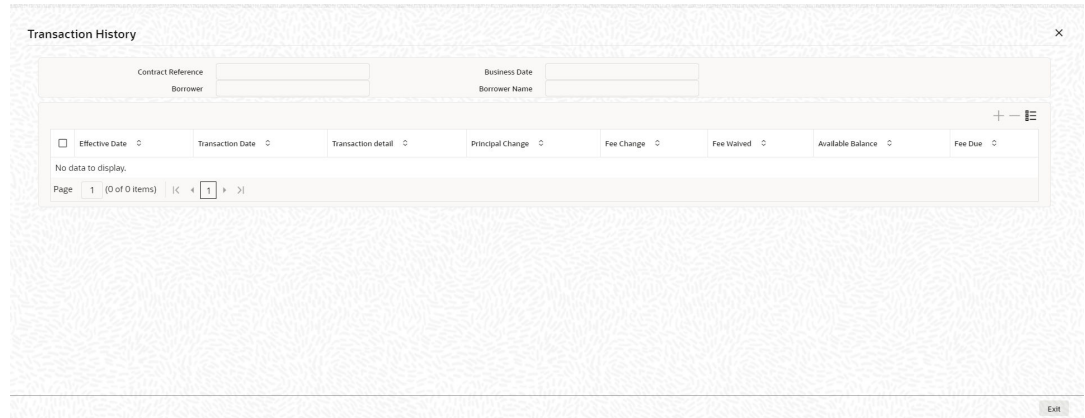 Transaction History
Contract Reference Business Date
Borrower Borrower Name
Effective Date Transaction Date Transaction detail Principal Change Fee Change Fee Waived Available Balance Fee Due
No data to display.
Page 1 (0 of 0 items) 1
Exit